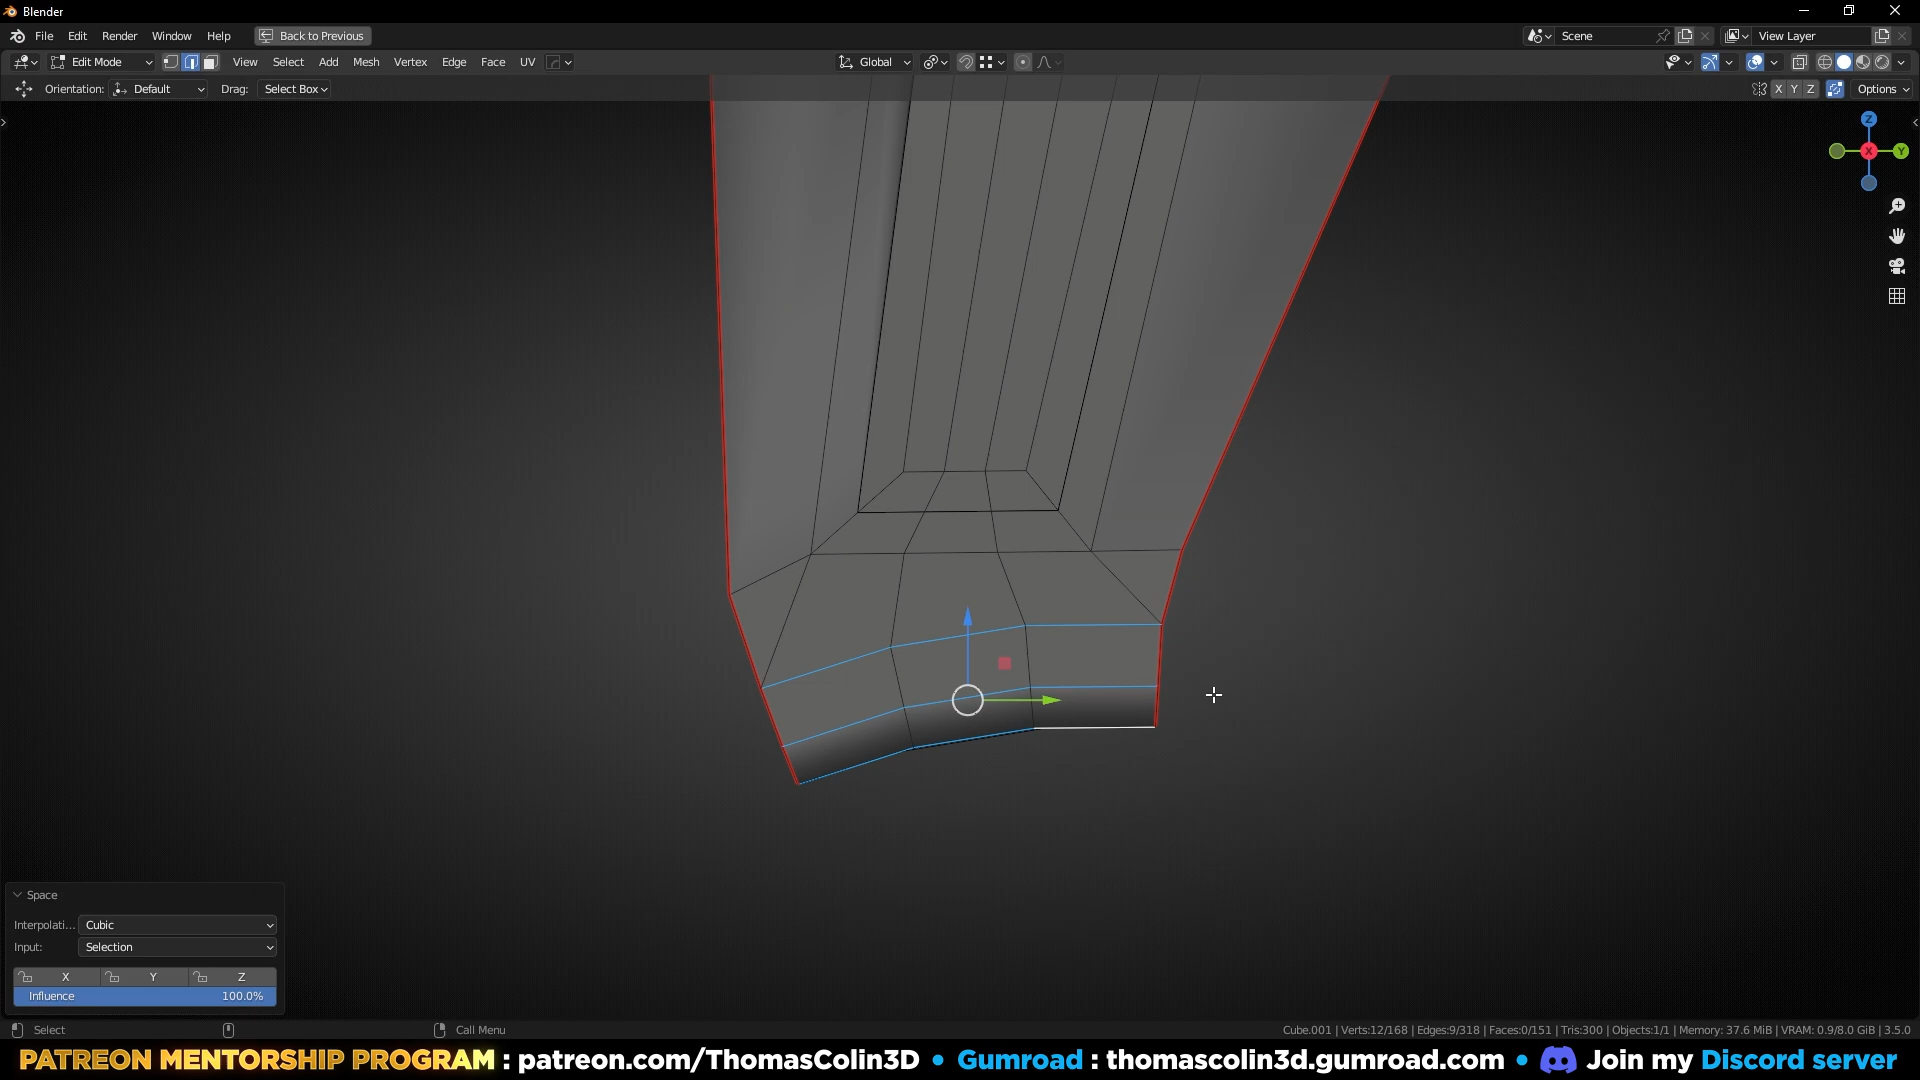 Blender
File Edit Render Window Help Back to Previous Scene View Layer
Edit Mode View Select Add Mesh Vertex Edge Face UV Global
Orientation: Default Drag: Select Box X Y Z Options
Z
X Y
Space
Interpolati... Cubic
Input: Selection
X Y Z
Influence 100.0%
Select Call Menu Cube.001 | Verts:12/168 | Edges:9/318 | Faces:0/151 | Tris:300 | Objects:1/1 | Memory: 37.6 MiB | VRAM: 0.9/8.0 GiB | 3.5.0
PATREON MENTORSHIP PROGRAM : patreon.com/ThomasColin3D • Gumroad : thomascolin3d.gumroad.com • Join my Discord server